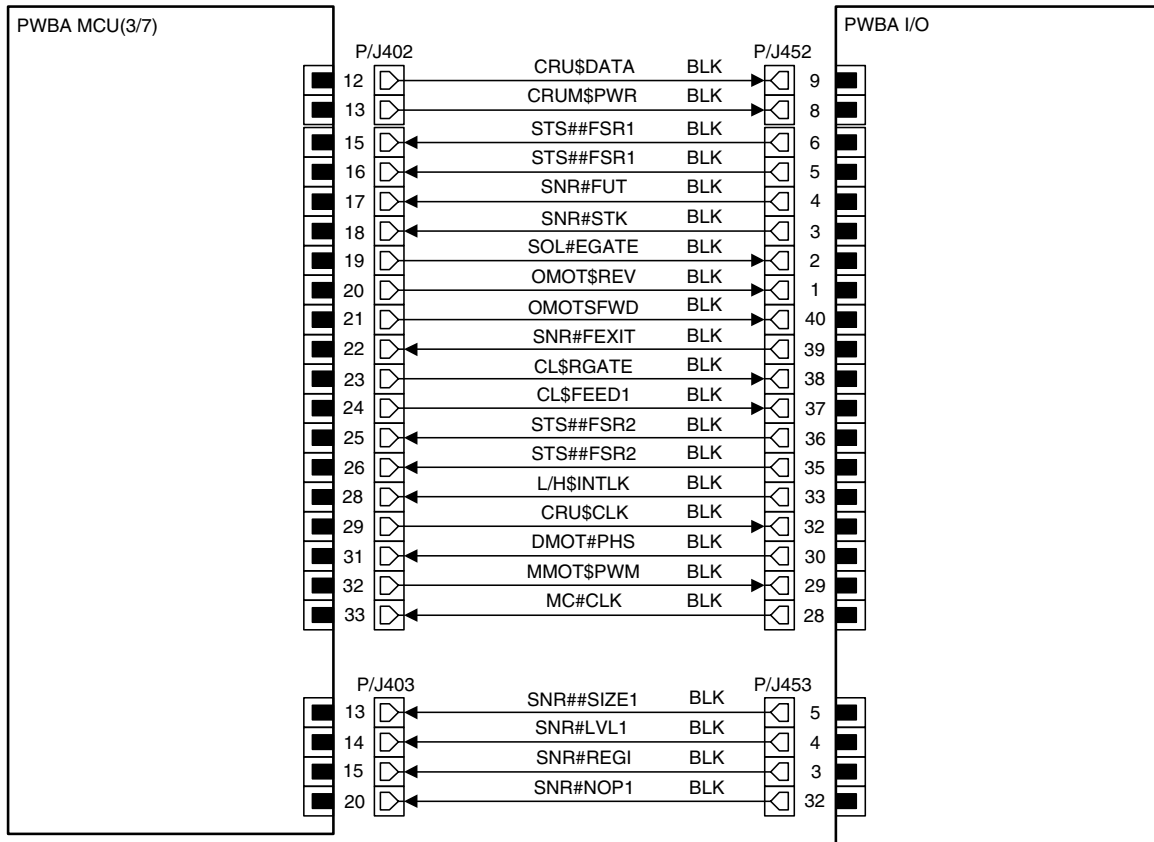 PWBA MCU(3/7) PWBA I/O
P/J402 P/J452
12 CRU$DATA BLK 9
13 CRUM$PWR BLK 8
15 STS##FSR1 BLK 6
16 STS##FSR1 BLK 5
17 SNR#FUT BLK 4
18 SNR#STK BLK 3
19 SOL#EGATE BLK 2
20 OMOT$REV BLK 1
21 OMOTSFWD BLK 40
22 SNR#FEXIT BLK 39
23 CL$RGATE BLK 38
24 CL$FEED1 BLK 37
25 STS##FSR2 BLK 36
26 STS##FSR2 BLK 35
28 L/H$INTLK BLK 33
29 CRU$CLK BLK 32
31 DMOT#PHS BLK 30
32 MMOT$PWM BLK 29
33 MC#CLK BLK 28
P/J403 P/J453
13 SNR##SIZE1 BLK 5
14 SNR#LVL1 BLK 4
15 SNR#REGI BLK 3
20 SNR#NOP1 BLK 32